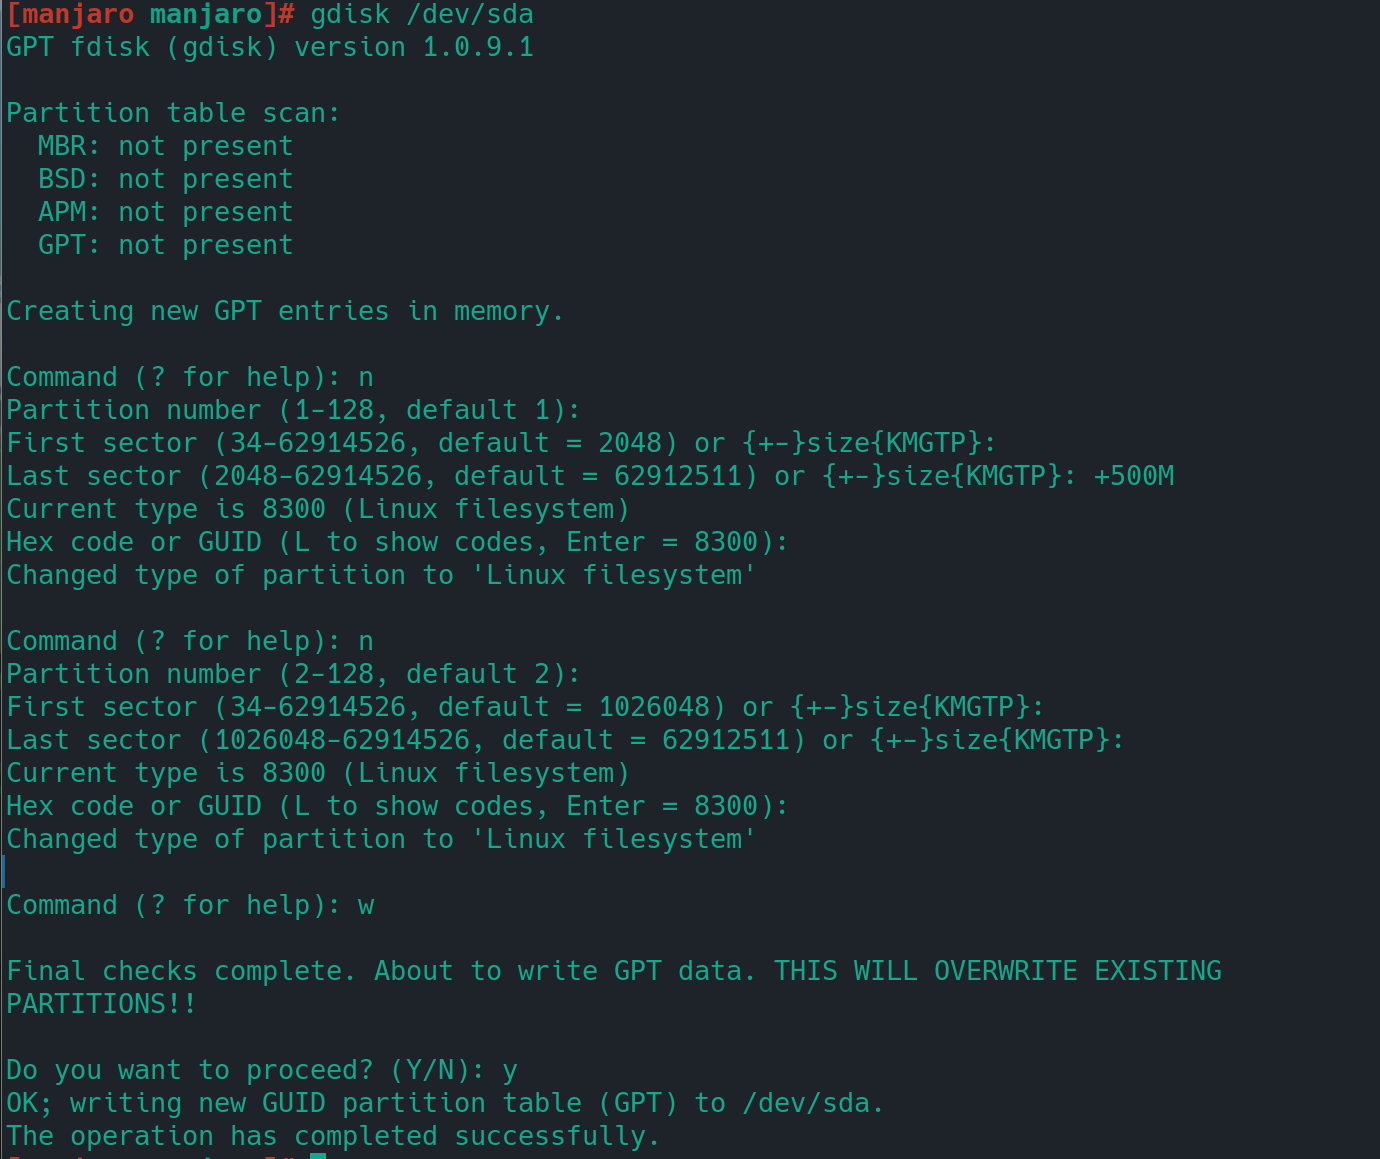 [manjaro manjaro]# gdisk /dev/sda
GPT fdisk (gdisk) version 1.0.9.1
Partition table scan:
MBR: not present
BSD: not present
APM: not present
GPT: not present
Creating new GPT entries in memory.
Command (? for help): n
Partition number (1-128, default 1):
First sector (34-62914526, default = 2048) or {+-}size{KMGTP}:
Last sector (2048-62914526, default = 62912511) or {+-}size{KMGTP}: +500M
Current type is 8300 (Linux filesystem)
Hex code or GUID (L to show codes, Enter = 8300):
Changed type of partition to 'Linux filesystem'
Command (? for help): n
Partition number (2-128, default 2):
First sector (34-62914526, default = 1026048) or {+-}size{KMGTP}:
Last sector (1026048-62914526, default = 62912511) or {+-}size{KMGTP}:
Current type is 8300 (Linux filesystem)
Hex code or GUID (L to show codes, Enter = 8300):
Changed type of partition to 'Linux filesystem'
Command (? for help): w
Final checks complete. About to write GPT data. THIS WILL OVERWRITE EXISTING
PARTITIONS!!
Do you want to proceed? (Y/N): y
OK; writing new GUID partition table (GPT) to /dev/sda.
The operation has completed successfully.